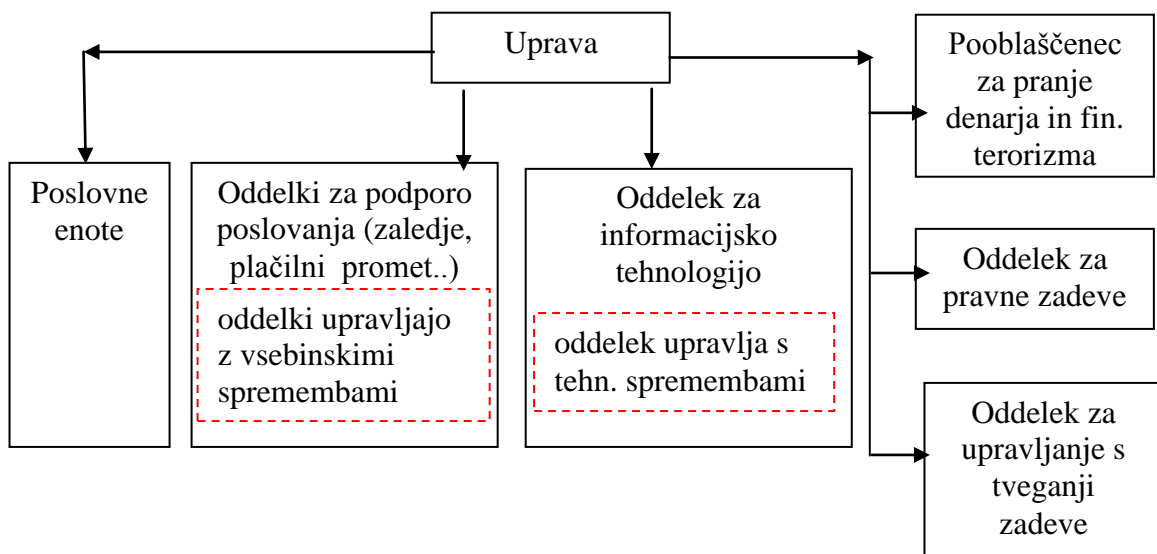 Uprava
Pooblaščenec
za pranje
denarja in fin.
terorizma
Poslovne
enote
Oddelki za podporo
poslovanja (zaledje,
plačilni promet..)
oddelki upravljajo
z vsebinskimi
spremembami
Oddelek za
informacijsko
tehnologijo
oddelek upravlja s
tehn. spremembami
Oddelek za
pravne zadeve
Oddelek za
upravljanje s
tveganji
zadeve